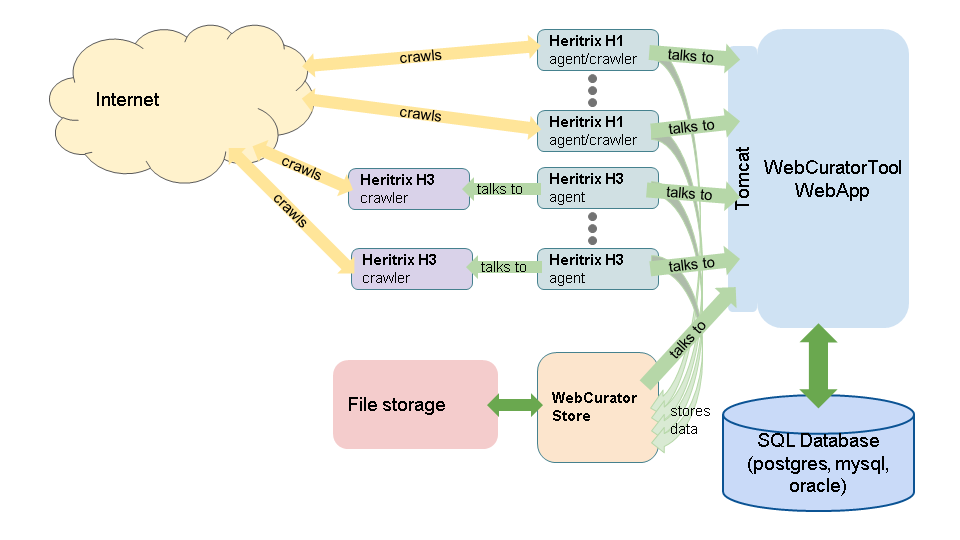 Internet
crawls
Heritrix H1
agent/crawler
talks to
crawls
Heritrix H1
agent/crawler
talks to
crawls
Heritrix H3
crawler
talks to
Heritrix H3
agent
talks to
crawls
Heritrix H3
crawler
talks to
Heritrix H3
agent
talks to
Tomcat
WebCuratorTool
WebApp
talks to
File storage
WebCurator
Store
stores
data
SQL Database
(postgres, mysql,
oracle)